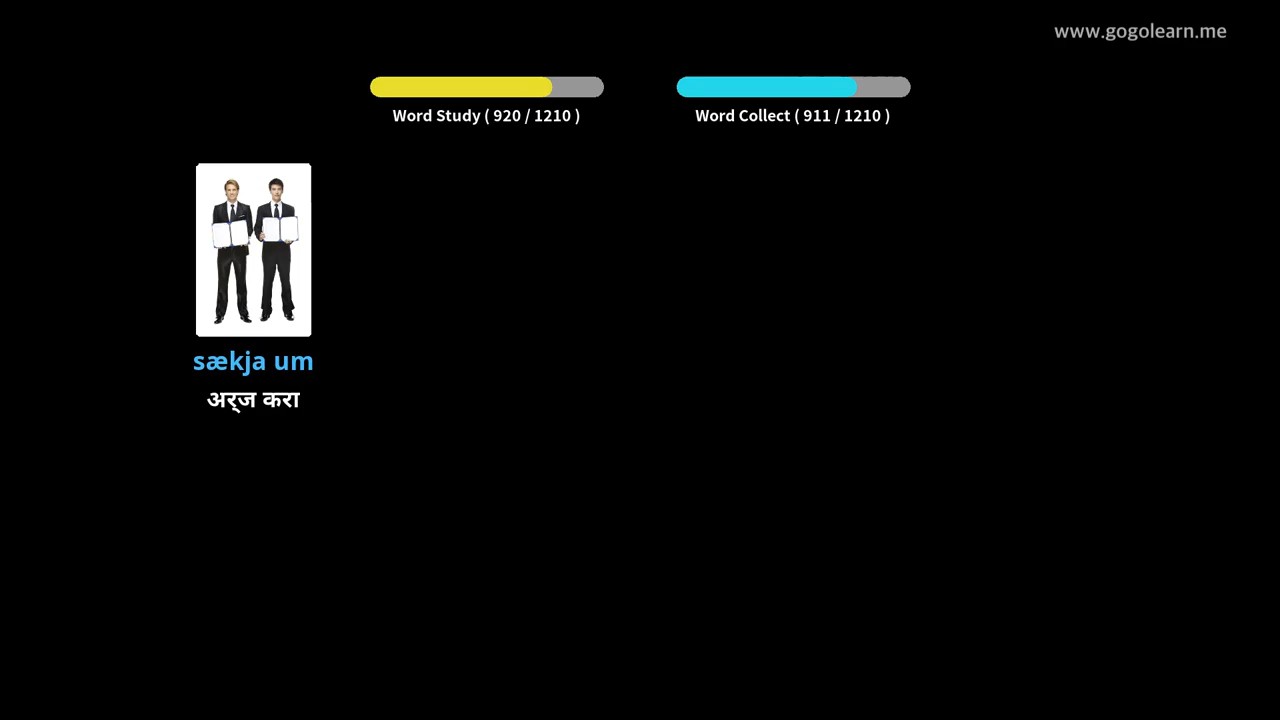 www.gogolearn.me
Word Study ( 920 / 1210 )
Word Collect ( 911 / 1210 )
sækja um
अर्ज करा